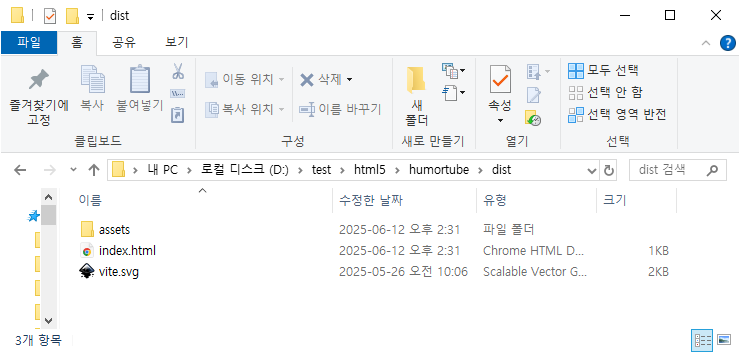 dist
파일 홈 공유 보기
즐겨찾기에 고정
복사
붙여넣기
클립보드
이동 위치
복사 위치
삭제
이름 바꾸기
구성
새 폴더
새로 만들기
속성
열기
모두 선택
선택 안 함
선택 영역 반전
선택
내 PC > 로컬 디스크 (D:) > test > html5 > humortube > dist
dist 검색
이름 수정한 날짜 유형 크기
assets 2025-06-12 오후 2:31 파일 폴더
index.html 2025-06-12 오후 2:31 Chrome HTML D... 1KB
vite.svg 2025-05-26 오전 10:06 Scalable Vector G... 2KB
3개 항목